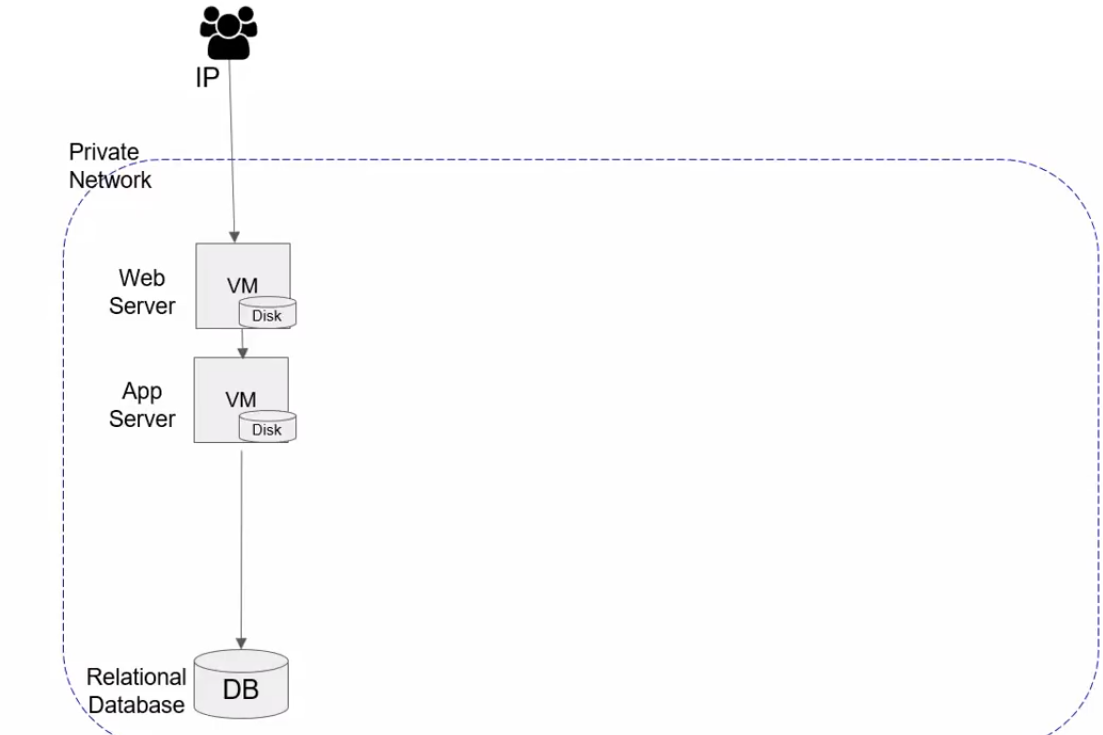 IP
Private
Network
Web
Server
VM
Disk
App
Server
VM
Disk
Relational
Database
DB